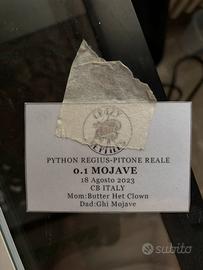 PYTHON REGIUS-PITONE REALE
0.1 MOJAVE
18 Agosto 2023
CB ITALY
Mom:Butter Het Clown
Dad:Ghi Mojave
subito